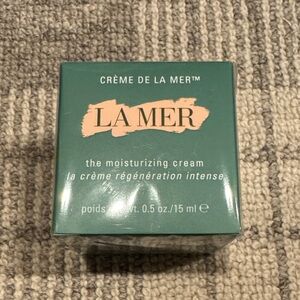 CRÈME DE LA MER™
LA MER
the moisturizing cream
la crème régénération intense
poids wt. 0.5 oz./15 ml ℮